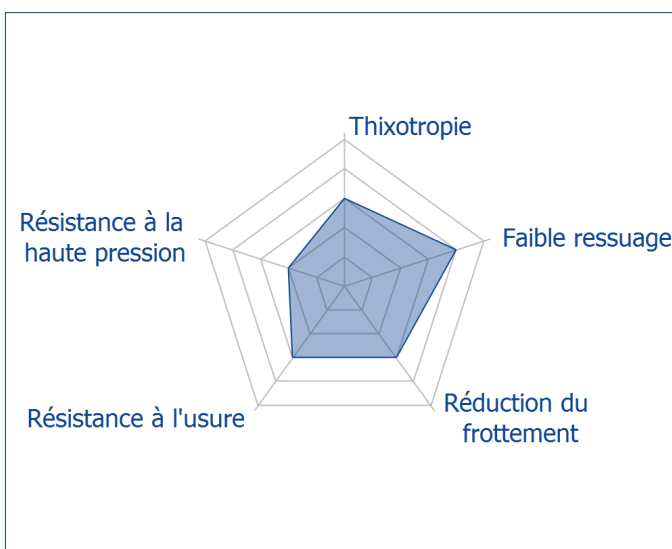 Thixotropie
Résistance à la
haute pression
Faible ressuage
Résistance à l'usure
Réduction du
frottement